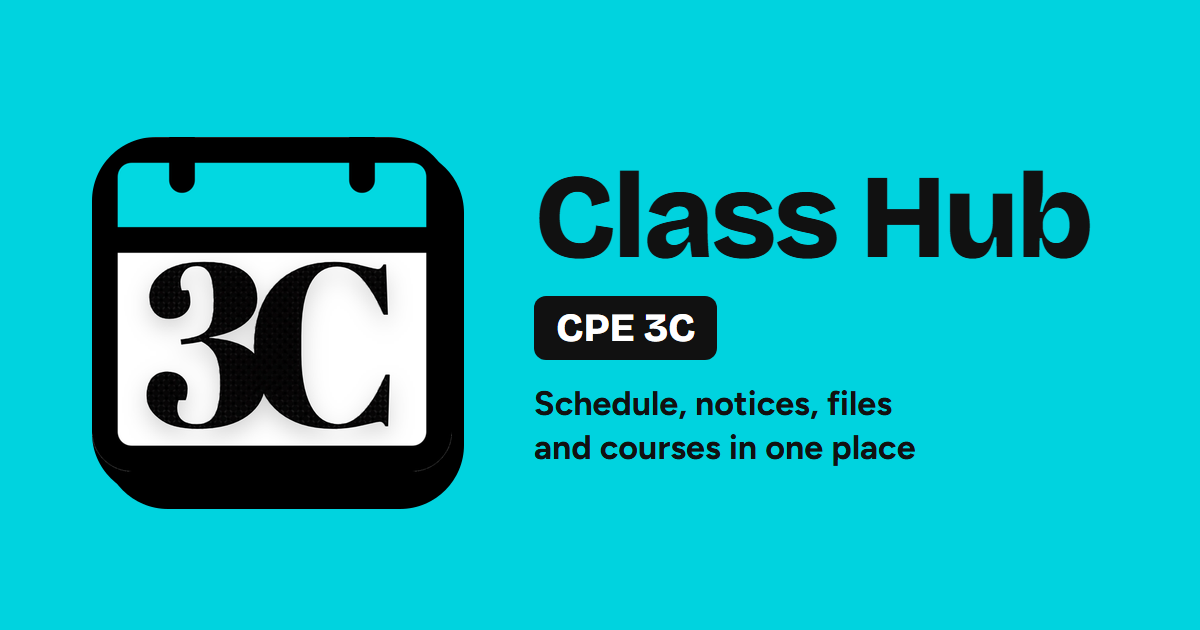 3C
Class Hub
CPE 3C
Schedule, notices, files
and courses in one place